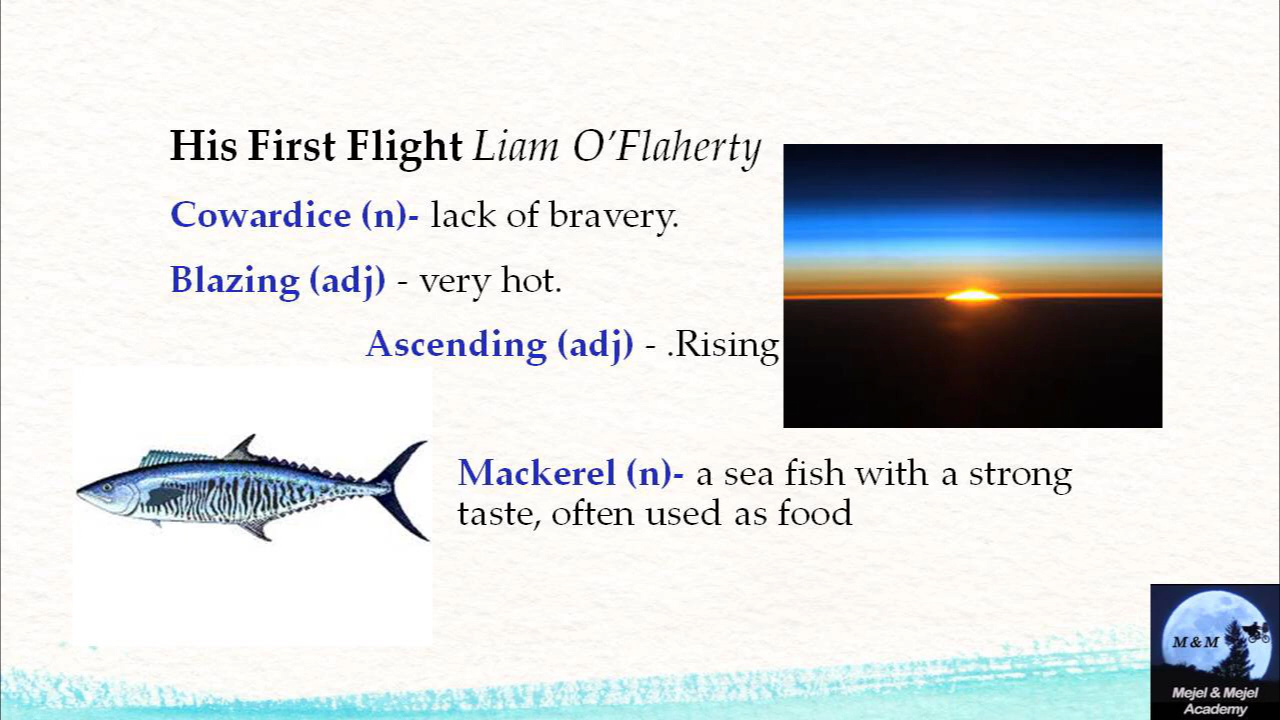 His First Flight Liam O’Flaherty
Cowardice (n)- lack of bravery.
Blazing (adj) - very hot.
Ascending (adj) - .Rising
Mackerel (n)- a sea fish with a strong
taste, often used as food
M & M
Mejel & Mejel
Academy